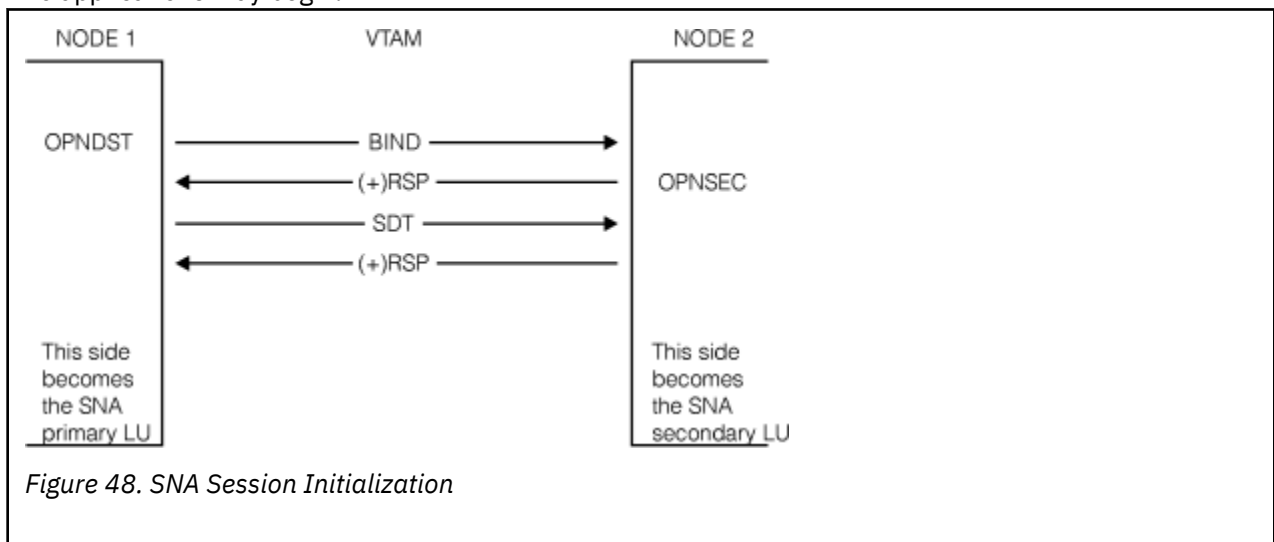 NODE 1 VTAM NODE 2
OPNDST BIND
(+)RSP OPNSEC
SDT
(+)RSP
This side
becomes
the SNA
primary LU
This side
becomes
the SNA
secondary LU
Figure 48. SNA Session Initialization